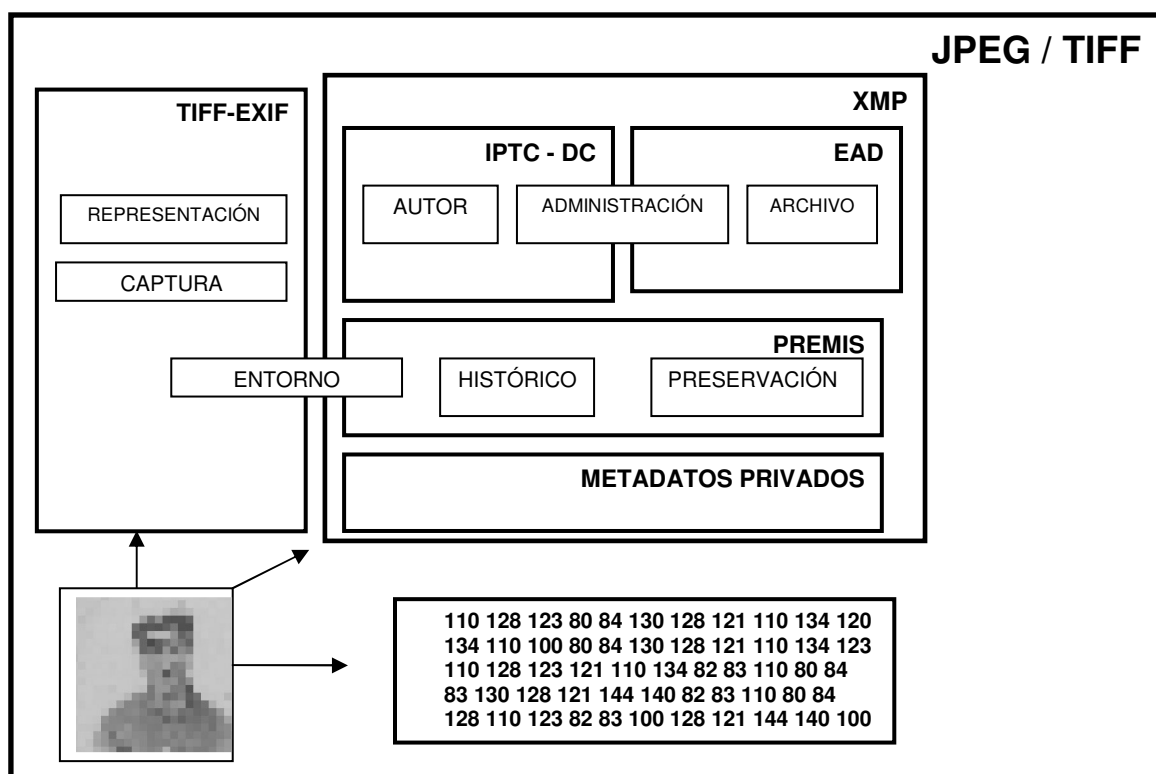 JPEG / TIFF
TIFF-EXIF
REPRESENTACIÓN
CAPTURA
XMP
IPTC - DC
EAD
AUTOR
ADMINISTRACIÓN
ARCHIVO
PREMIS
ENTORNO
HISTÓRICO
PRESERVACIÓN
METADATOS PRIVADOS
110 128 123 80 84 130 128 121 110 134 120
134 110 100 80 84 130 128 121 110 134 123
110 128 123 121 110 134 82 83 110 80 84
83 130 128 121 144 140 82 83 110 80 84
128 110 123 82 83 100 128 121 144 140 100